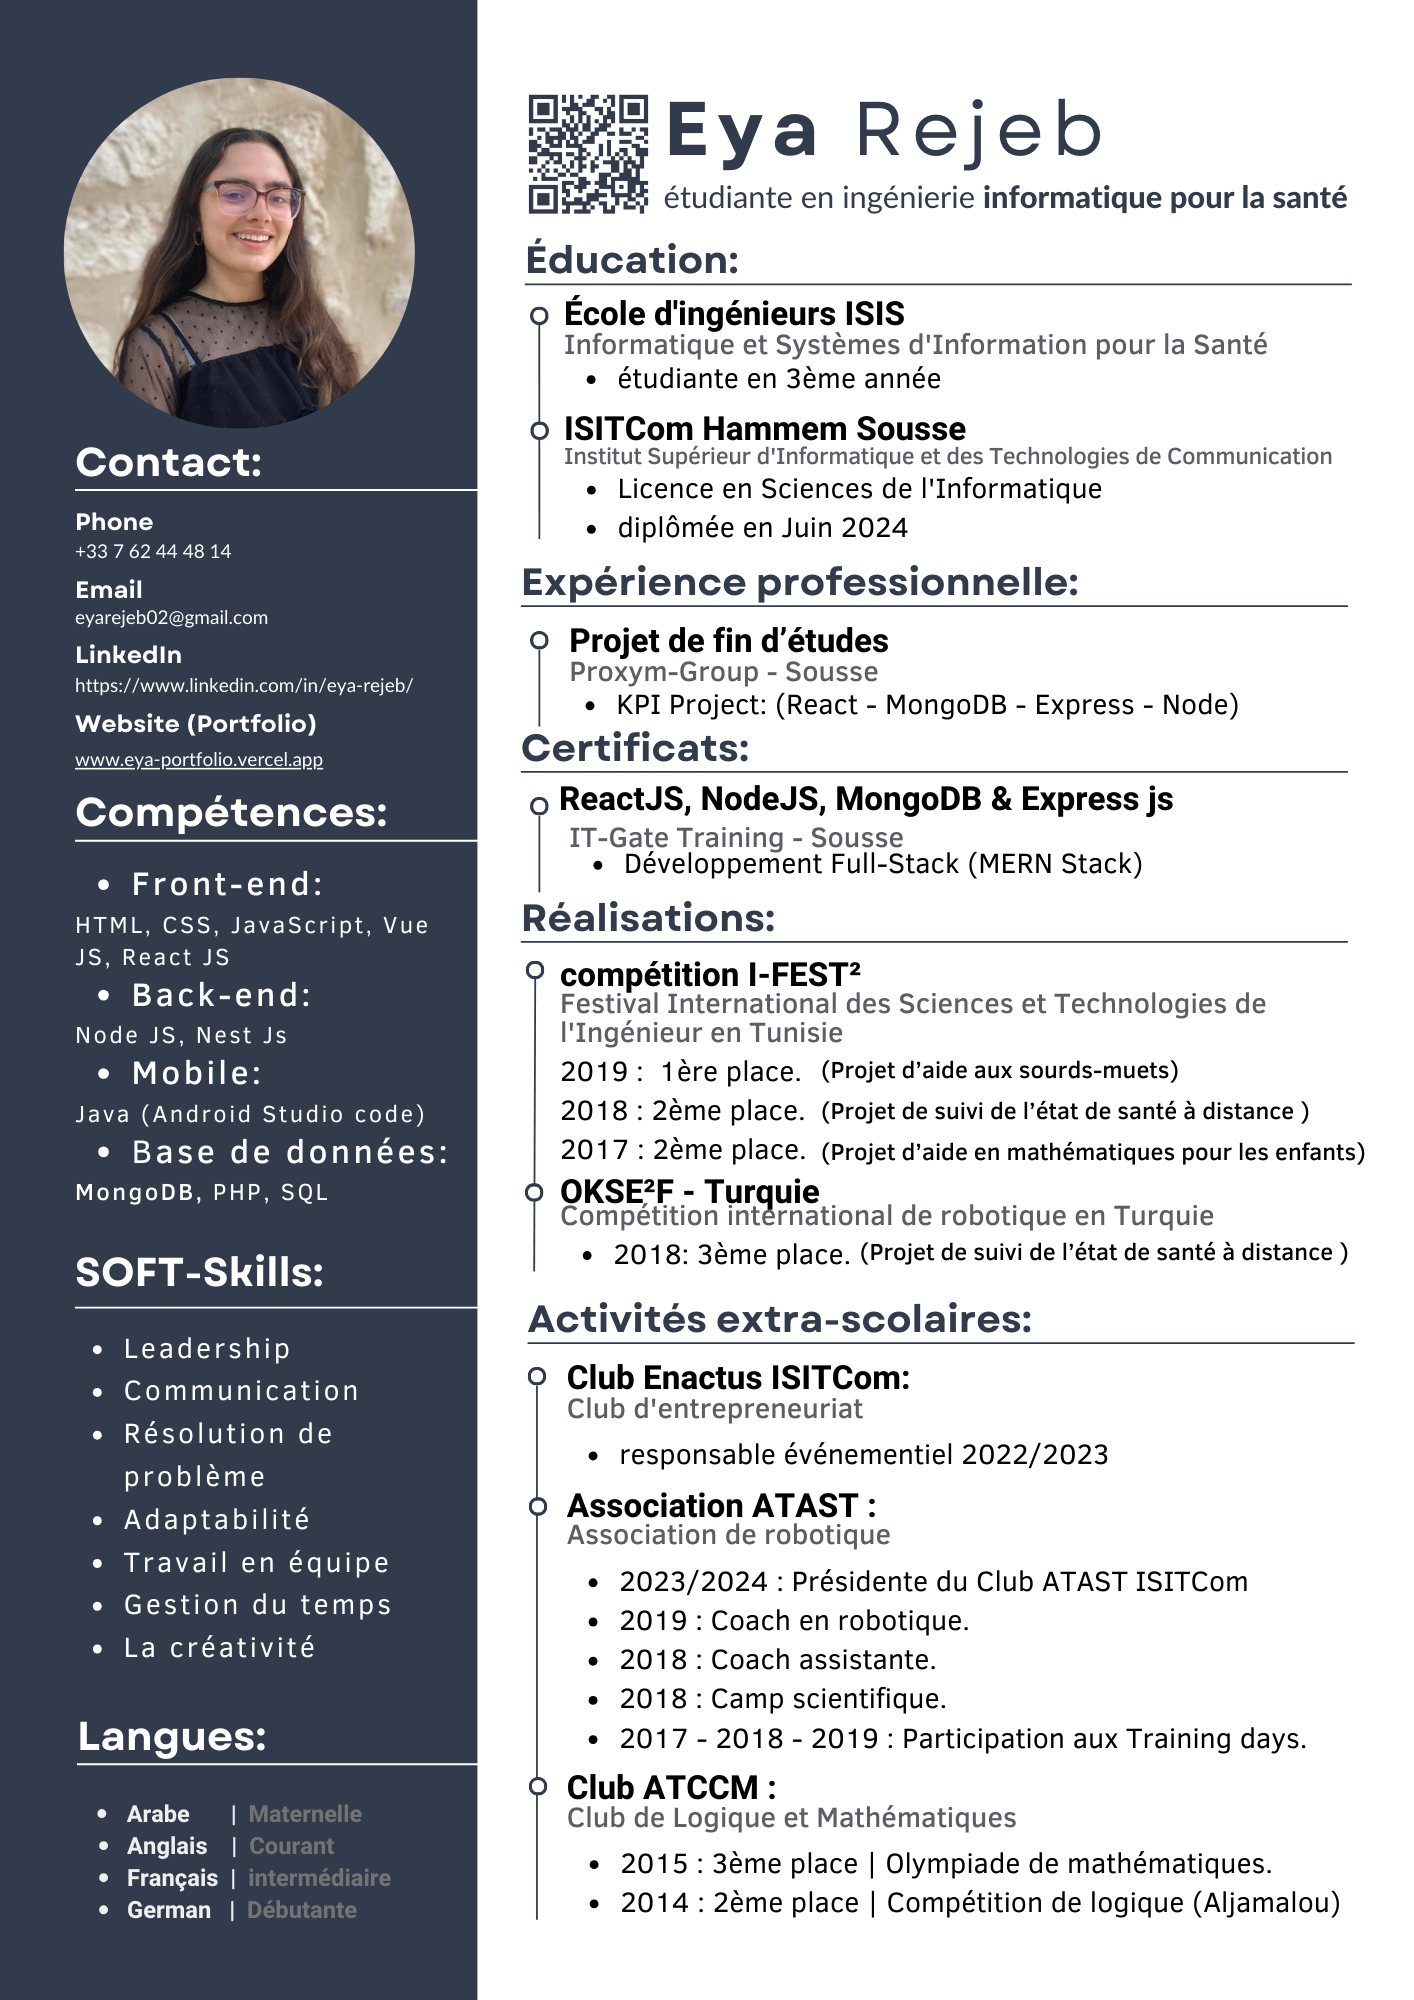 Eya Rejeb
étudiante en ingénierie informatique pour la santé
Contact:
Phone
+33 7 62 44 48 14
Email
eyarejeb02@gmail.com
LinkedIn
https://www.linkedin.com/in/eya-rejeb/
Website (Portfolio)
www.eya-portfolio.vercel.app
Compétences:
• Front-end:
HTML, CSS, JavaScript, Vue
JS, React JS
• Back-end:
Node JS, Nest Js
• Mobile:
Java (Android Studio code)
• Base de données:
MongoDB, PHP, SQL
SOFT-Skills:
• Leadership
• Communication
• Résolution de
problème
• Adaptabilité
• Travail en équipe
• Gestion du temps
• La créativité
Langues:
• Arabe | Maternelle
• Anglais | Courant
• Français | intermédiaire
• German | Débutante
Éducation:
École d'ingénieurs ISIS
Informatique et Systèmes d'Information pour la Santé
• étudiante en 3ème année
ISITCom Hammem Sousse
Institut Supérieur d'Informatique et des Technologies de Communication
• Licence en Sciences de l'Informatique
• diplômée en Juin 2024
Expérience professionnelle:
Projet de fin d’études
Proxym-Group - Sousse
• KPI Project: (React - MongoDB - Express - Node)
Certificats:
ReactJS, NodeJS, MongoDB & Express js
IT-Gate Training - Sousse
• Développement Full-Stack (MERN Stack)
Réalisations:
compétition I-FEST²
Festival International des Sciences et Technologies de
l'Ingénieur en Tunisie
2019 : 1ère place. (Projet d’aide aux sourds-muets)
2018 : 2ème place. (Projet de suivi de l’état de santé à distance )
2017 : 2ème place. (Projet d’aide en mathématiques pour les enfants)
OKSE²F - Turquie
Compétition international de robotique en Turquie
• 2018: 3ème place. (Projet de suivi de l’état de santé à distance )
Activités extra-scolaires:
Club Enactus ISITCom:
Club d'entrepreneuriat
• responsable événementiel 2022/2023
Association ATAST :
Association de robotique
• 2023/2024 : Présidente du Club ATAST ISITCom
• 2019 : Coach en robotique.
• 2018 : Coach assistante.
• 2018 : Camp scientifique.
• 2017 - 2018 - 2019 : Participation aux Training days.
Club ATCCM :
Club de Logique et Mathématiques
• 2015 : 3ème place | Olympiade de mathématiques.
• 2014 : 2ème place | Compétition de logique (Aljamalou)